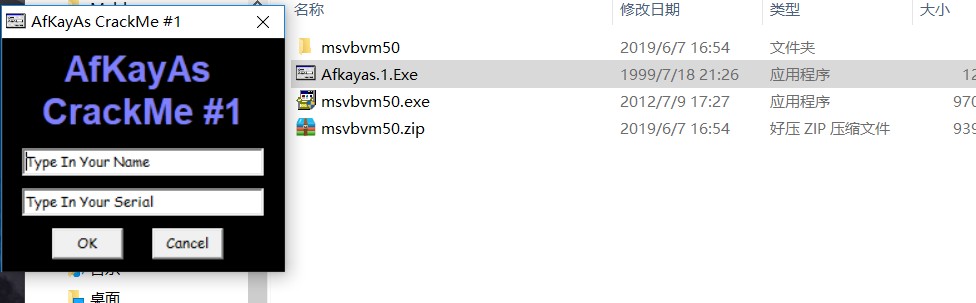 AfKayAs CrackMe #1
AfKayAs
CrackMe #1
Type In Your Name
Type In Your Serial
OK Cancel
桌面
名称 修改日期 类型 大小
msvbvm50 2019/6/7 16:54 文件夹
Afkayas.1.Exe 1999/7/18 21:26 应用程序 12
msvbvm50.exe 2012/7/9 17:27 应用程序 970
msvbvm50.zip 2019/6/7 16:54 好压 ZIP 压缩文件 939